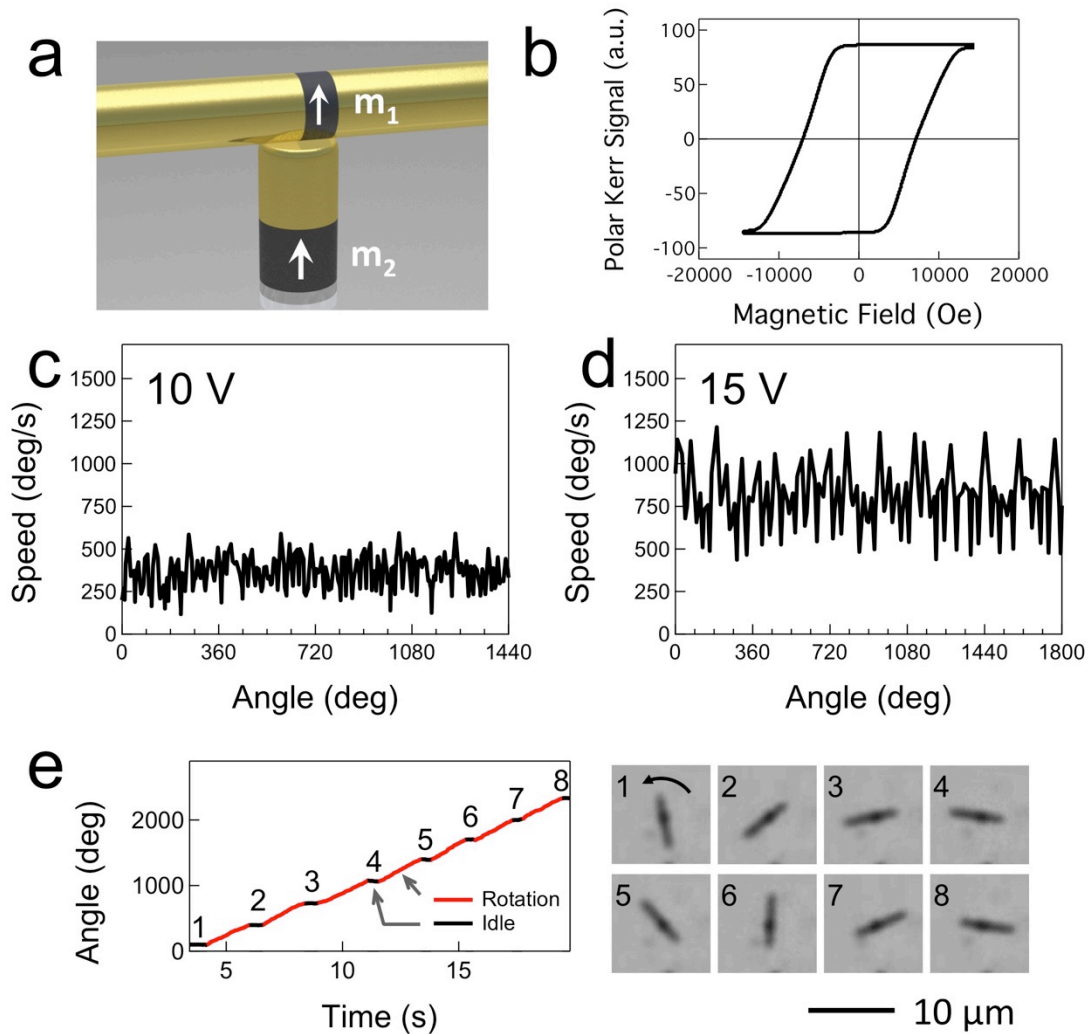 a
m1
m2
b
Polar Kerr Signal (a.u.)
100
50
0
-50
-100
-20000 -10000 0 10000 20000
Magnetic Field (Oe)
c
10 V
Speed (deg/s)
1500
1250
1000
750
500
250
0
0 360 720 1080 1440
Angle (deg)
d
15 V
Speed (deg/s)
1500
1250
1000
750
500
250
0
0 360 720 1080 1440 1800
Angle (deg)
e
Angle (deg)
2000
1000
0
1 2 3 4 5 6 7 8
Rotation
Idle
5 10 15
Time (s)
1 2 3 4
5 6 7 8
10 µm